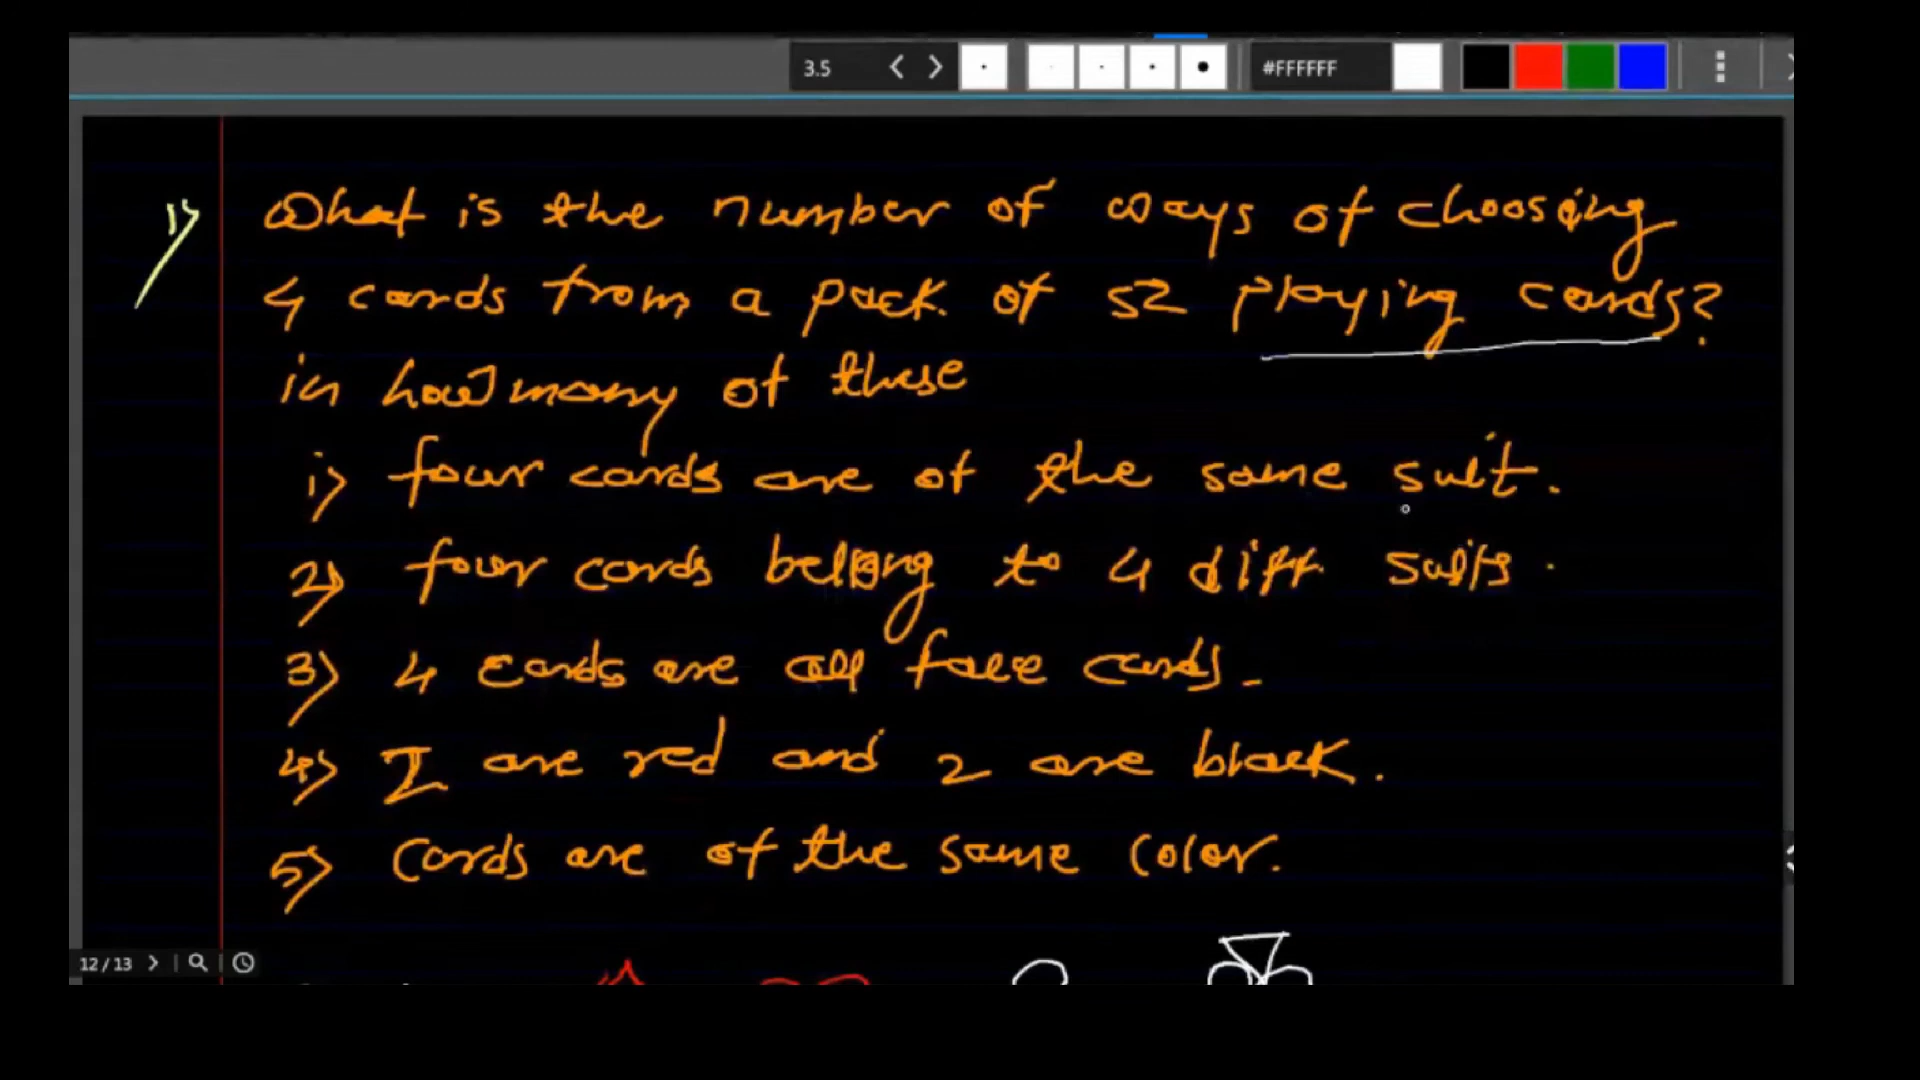 3.5
#FFFFFF
1) What is the number of ways of choosing
4 cards from a pack of 52 playing cards?
in how many of these
i) four cards are of the same suit.
2) four cards belong to 4 diff suits.
3) 4 cards are all face cards.
4) 2 are red and 2 are black.
5) Cards are of the same color.
12/13